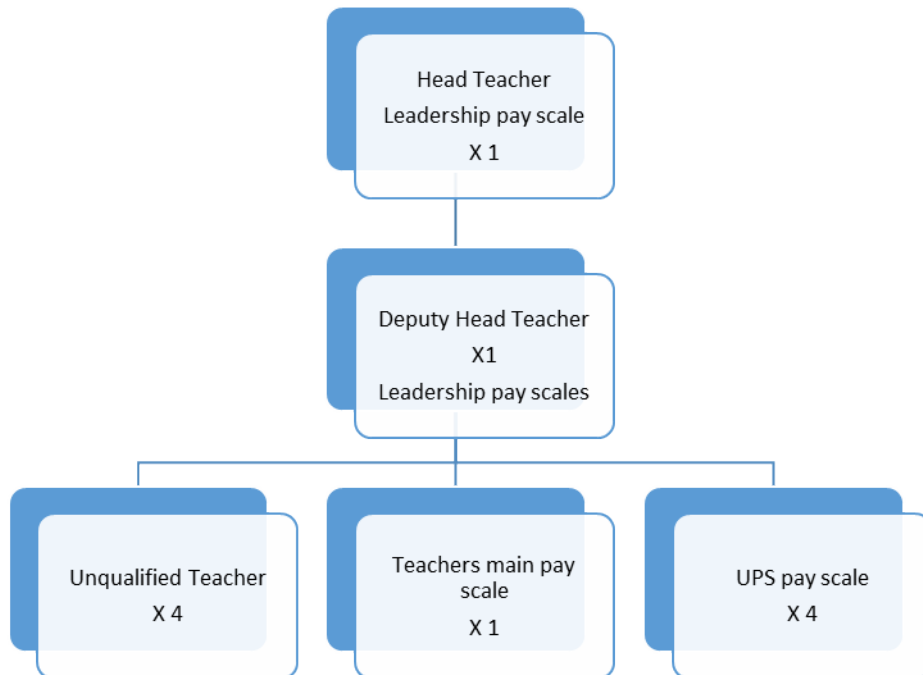 Head Teacher
Leadership pay scale
X 1
Deputy Head Teacher
X1
Leadership pay scales
Unqualified Teacher
X 4
Teachers main pay
scale
X 1
UPS pay scale
X 4